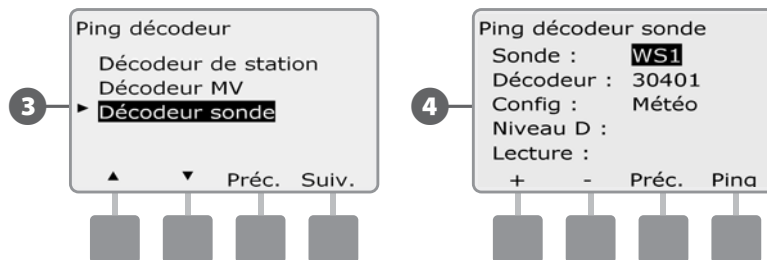 3
Ping décodeur
Décodeur de station
Décodeur MV
► Décodeur sonde
▲ ▼ Préc. Suiv.
4
Ping décodeur sonde
Sonde : WS1
Décodeur : 30401
Config : Météo
Niveau D :
Lecture :
+ - Préc. Ping